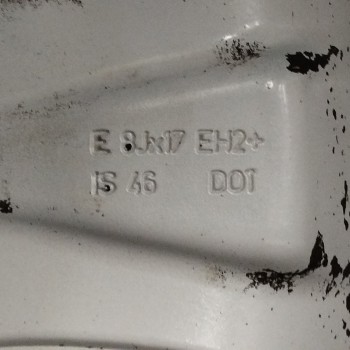 E 8Jx17 EH2+
IS 46 DOT